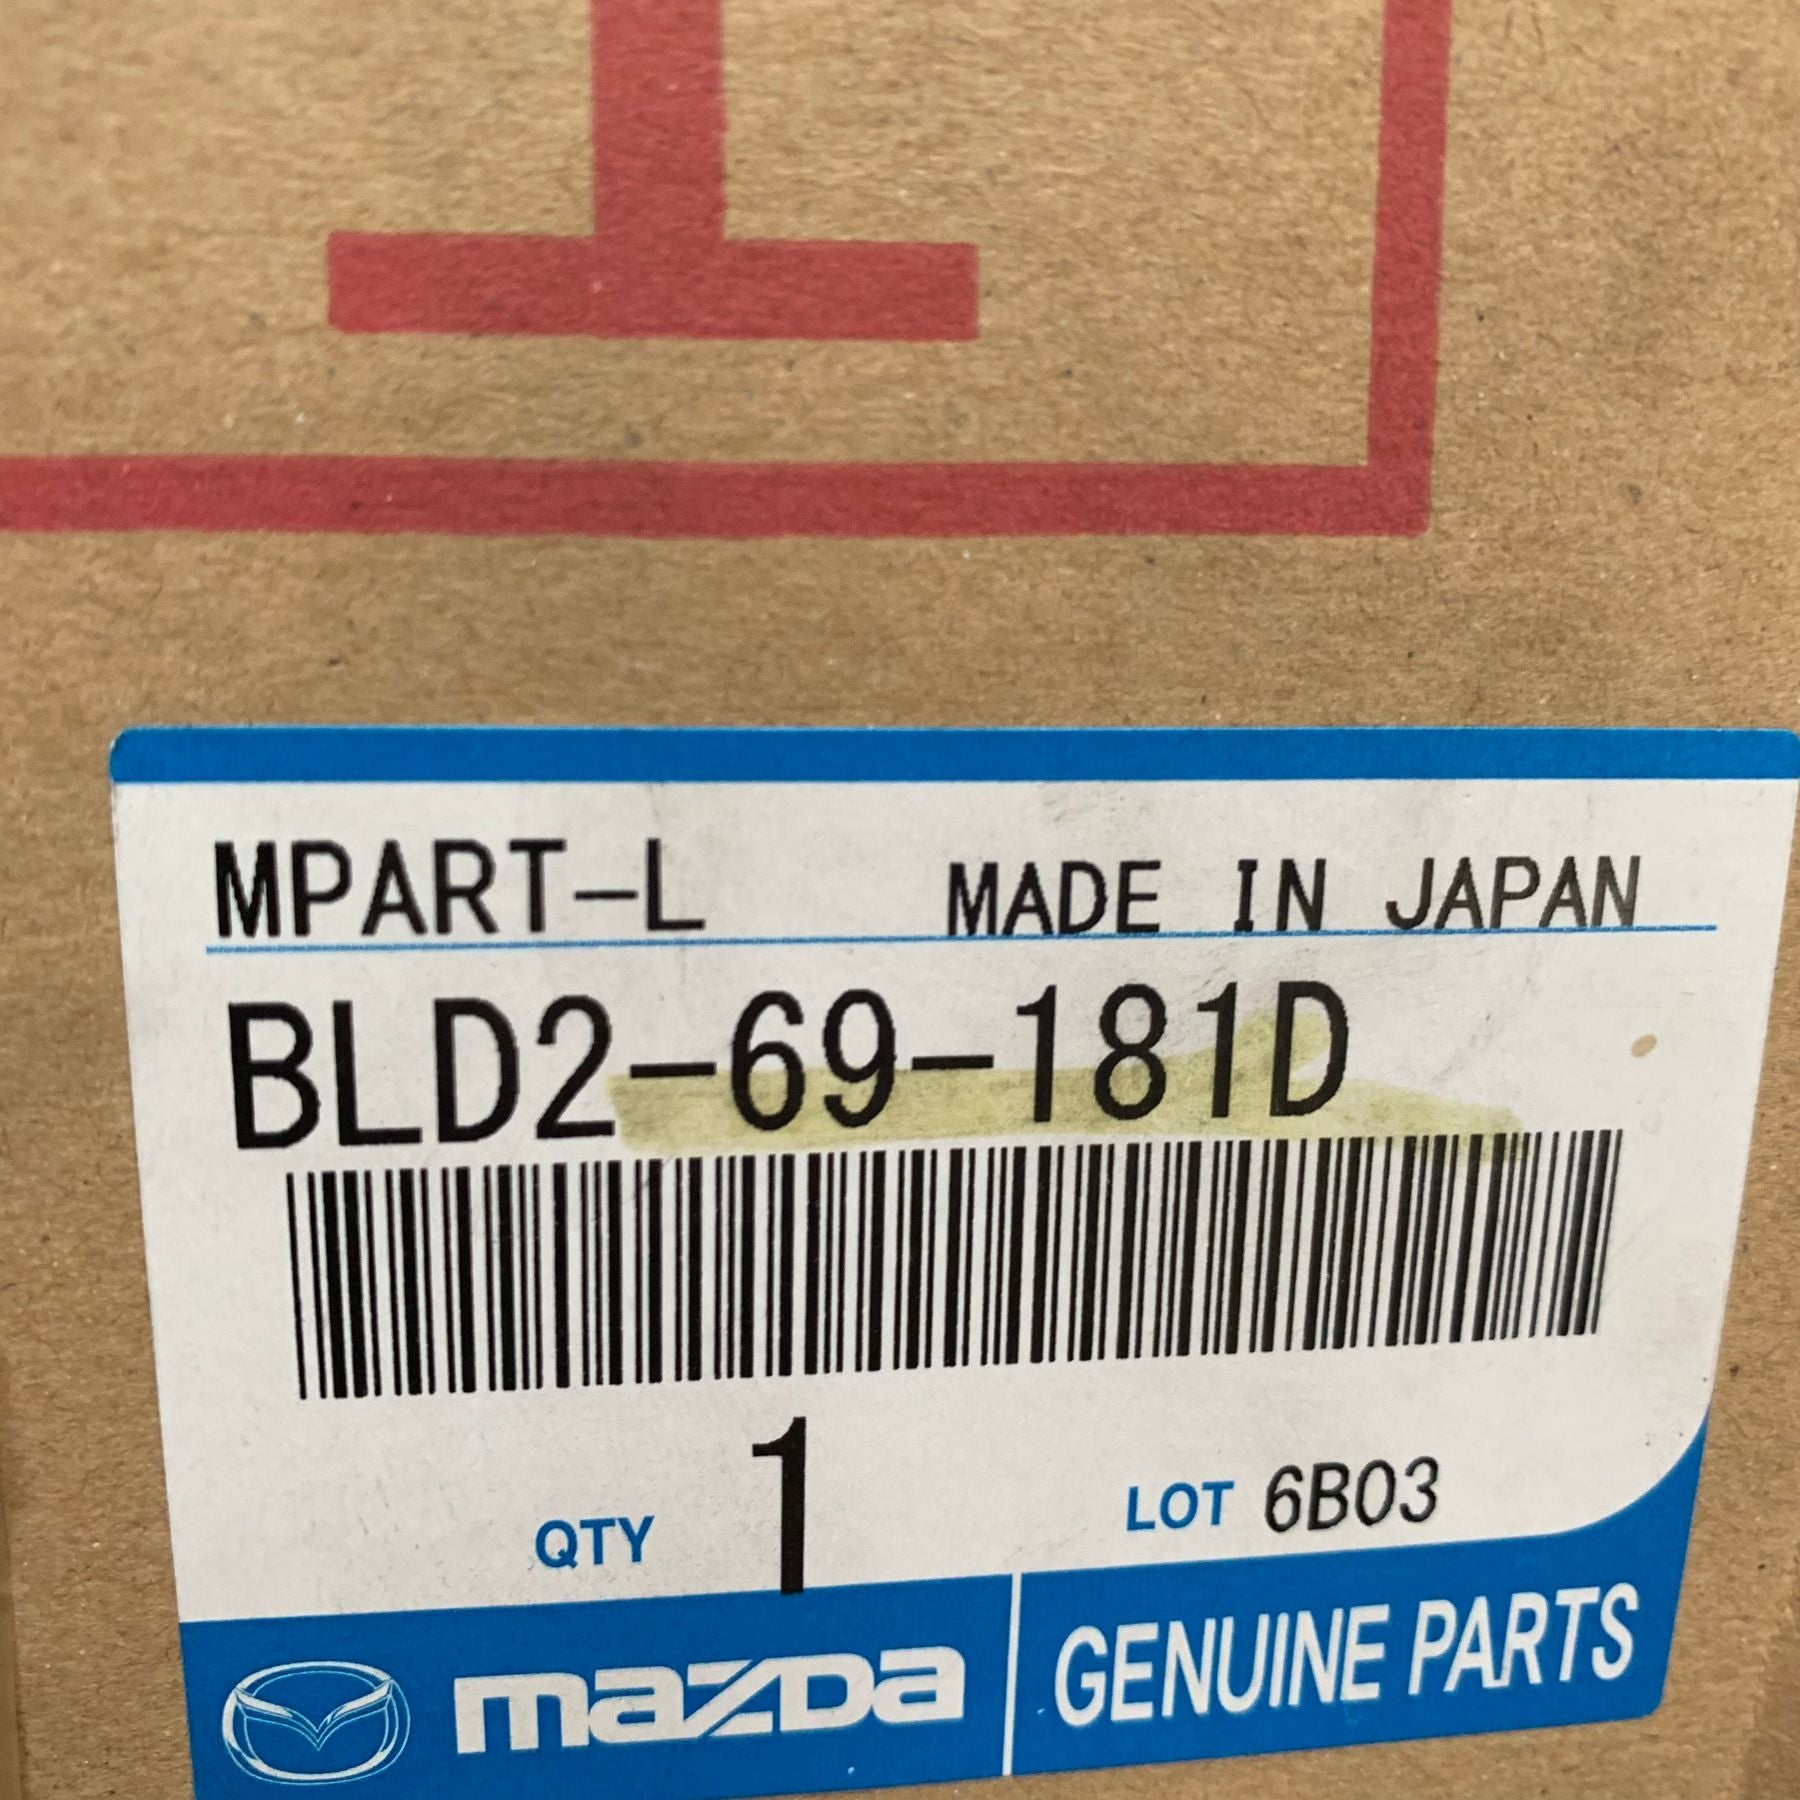 MPART-L MADE IN JAPAN
BLD2-69-181D
QTY 1 LOT 6B03
mazda GENUINE PARTS